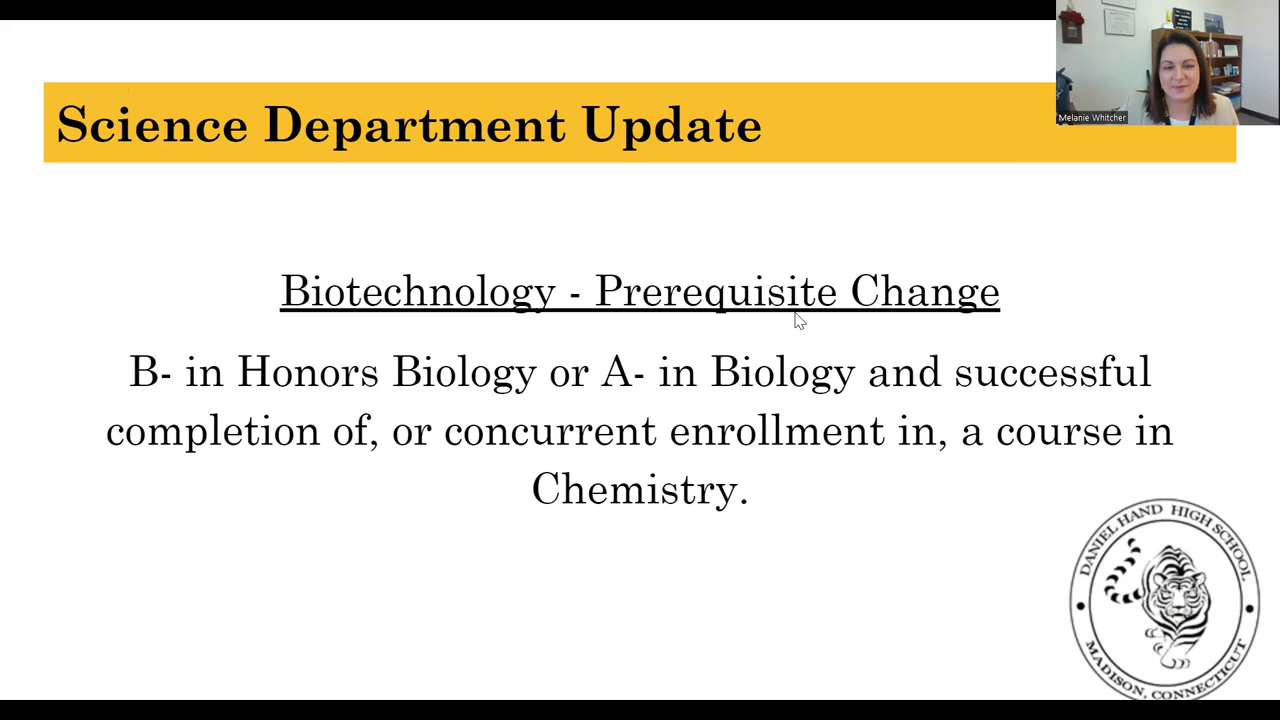 Melanie Whitcher
Science Department Update
Biotechnology - Prerequisite Change
B- in Honors Biology or A- in Biology and successful
completion of, or concurrent enrollment in, a course in
Chemistry.
DANIEL HAND HIGH SCHOOL
MADISON, CONNECTICUT